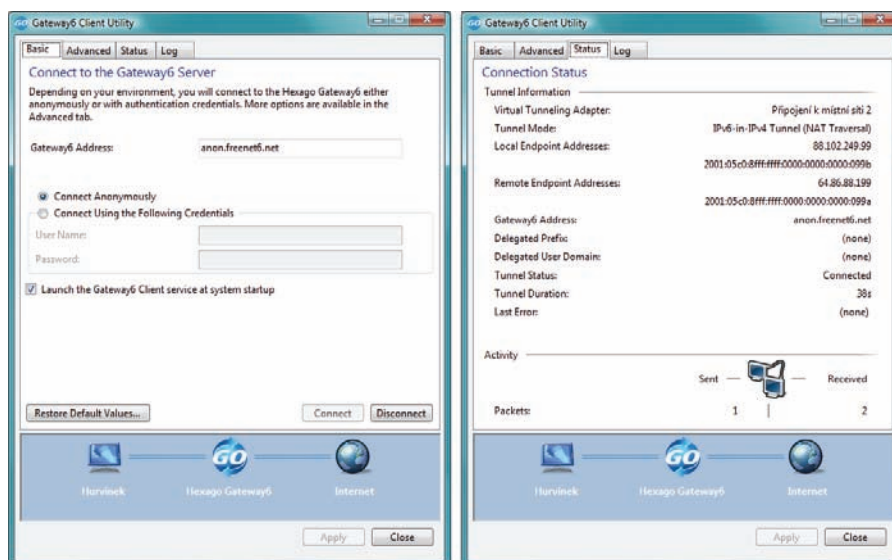 Gateway6 Client Utility
Basic Advanced Status Log
Connect to the Gateway6 Server
Depending on your environment, you will connect to the Hexago Gateway6 either
anonymously or with authentication credentials. More options are available in the
Advanced tab.
Gateway6 Address: anon.freenet6.net
Connect Anonymously
Connect Using the Following Credentials
User Name:
Password:
Launch the Gateway6 Client service at system startup
Restore Default Values... Connect Disconnect
GO
Hurvinek Hexago Gateway6 Internet
Apply Close
Gateway6 Client Utility
Basic Advanced Status Log
Connection Status
Tunnel Information
Virtual Tunneling Adapter: Připojení k místní síti 2
Tunnel Mode: IPv6-in-IPv4 Tunnel (NAT Traversal)
Local Endpoint Addresses: 88.102.249.99
2001:05c0:8fff:ffff:0000:0000:0000:099b
Remote Endpoint Addresses: 64.86.88.199
2001:05c0:8fff:ffff:0000:0000:0000:099a
Gateway6 Address: anon.freenet6.net
Delegated Prefix: (none)
Delegated User Domain: (none)
Tunnel Status: Connected
Tunnel Duration: 38s
Last Error: (none)
Activity
Sent Received
Packets: 1 2
GO
Hurvinek Hexago Gateway6 Internet
Apply Close